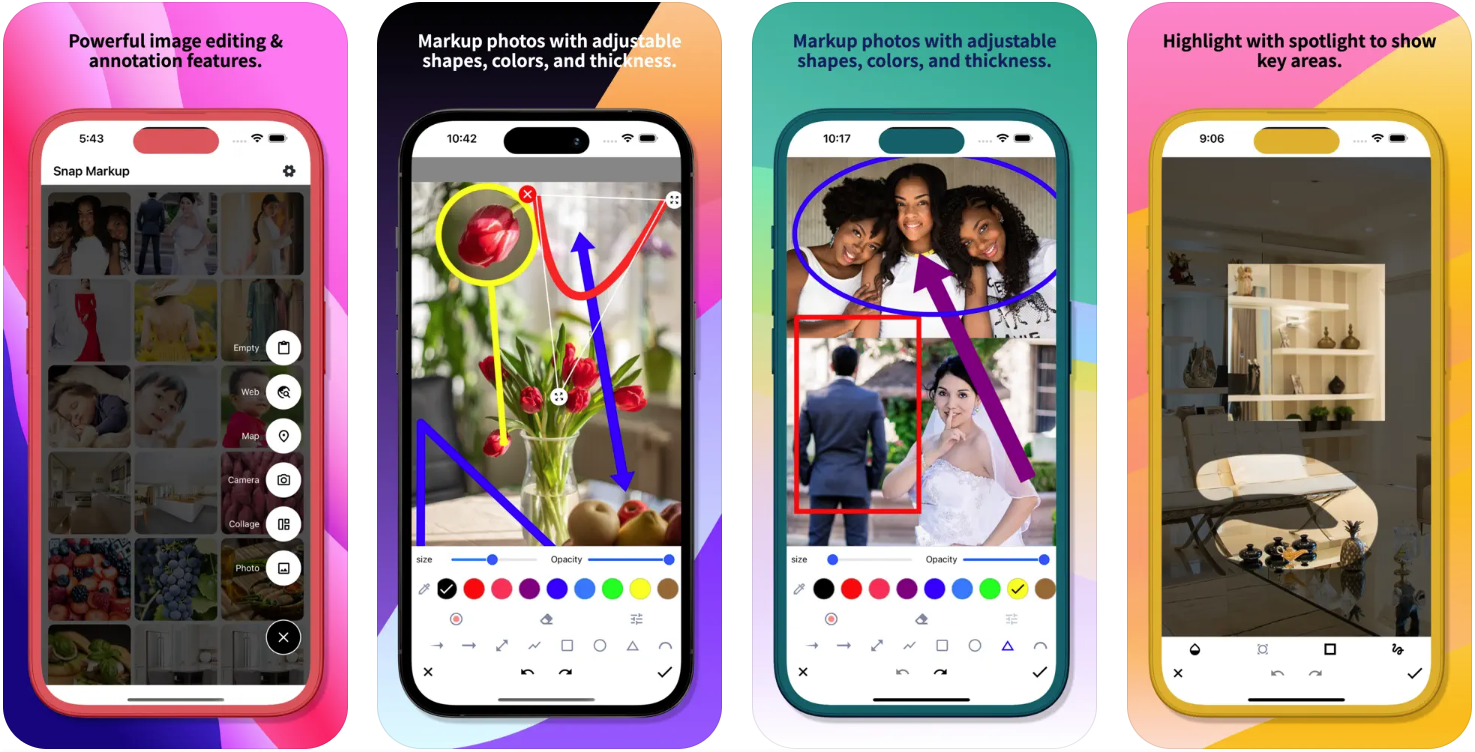 Powerful image editing &
annotation features.
5:43
Snap Markup
Empty
Web
Map
Camera
Collage
Photo
Markup photos with adjustable
shapes, colors, and thickness.
10:42
size
Opacity
Markup photos with adjustable
shapes, colors, and thickness.
10:17
size
Opacity
Highlight with spotlight to show
key areas.
9:06